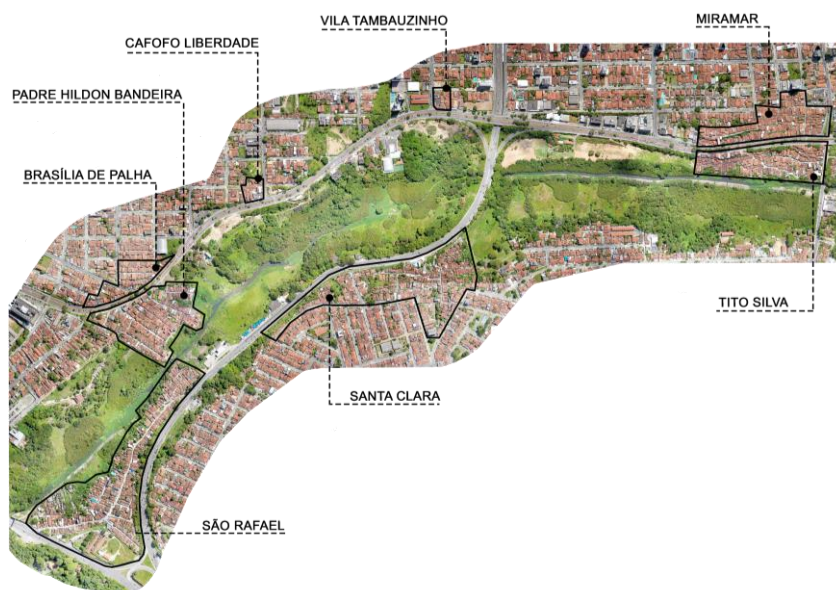 VILA TAMBAUZINHO
MIRAMAR
CAFOFO LIBERDADE
PADRE HILDON BANDEIRA
BRASÍLIA DE PALHA
TITO SILVA
SANTA CLARA
SÃO RAFAEL